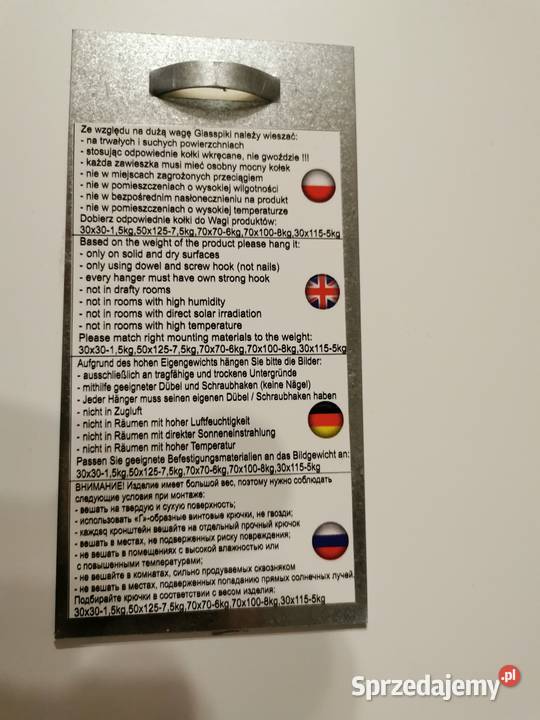 Ze względu na dużą wagę Glasspiki należy wieszać:
- na trwałych i suchych powierzchniach
- stosując odpowiednie kołki wkręcane, nie gwoździe !!!
- każda zawieszka musi mieć osobny mocny kołek
- nie w miejscach zagrożonych przeciągiem
- nie w pomieszczeniach o wysokiej wilgotności
- nie w bezpośrednim nasłonecznieniu na produkt
- nie w pomieszczeniach o wysokiej temperaturze
Dobierz odpowiednie kołki do Wagi produktów:
30x30-1,5kg,50x125-7,5kg,70x70-6kg,70x100-8kg,30x115-5kg
Based on the weight of the product please hang it:
- only on solid and dry surfaces
- only using dowel and screw hook (not nails)
- every hanger must have own strong hook
- not in drafty rooms
- not in rooms with high humidity
- not in rooms with direct solar irradiation
- not in rooms with high temperature
Please match right mounting materials to the weight:
30x30-1,5kg,50x125-7,5kg,70x70-6kg,70x100-8kg,30x115-5kg
Aufgrund des hohen Eigengewichts hängen Sie bitte die Bilder:
- ausschließlich an tragfähige und trockene Untergründe
- mithilfe geeigneter Dübel und Schraubhaken (keine Nägel)
- Jeder Hänger muss seinen eigenen Dübel / Schraubhaken haben
- nicht in Zugluft
- nicht in Räumen mit hoher Luftfeuchtigkeit
- nicht in Räumen mit direkter Sonneneinstrahlung
- nicht in Räumen mit hoher Temperatur
Passen Sie geeignete Befestigungsmaterialien an das Bildgewicht an:
30x30-1,5kg,50x125-7,5kg,70x70-6kg,70x100-8kg,30x115-5kg
ВНИМАНИЕ! Изделие имеет большой вес, поэтому нужно соблюдать
следующие условия при монтаже:
- вешать на твердую и сухую поверхность;
- использовать «Г»-образные винтовые крючки, не гвозди;
- каждаq кронштейн вешайте на отдельный прочный крючок
- вешать в местах, не подверженных риску повреждения;
- не вешать в помещениях с высокой влажностью или
с повышенными температурами;
- не вешайте в комнатах, сильно продуваемых сквозняком
- не вешать в местах, подверженных попаданию прямых солнечных лучей.
Подбирайте крючки в соответствии с весом изделия:
30x30-1,5kg,50x125-7,5kg,70x70-6kg,70x100-8kg,30x115-5kg
Sprzedajemy.pl